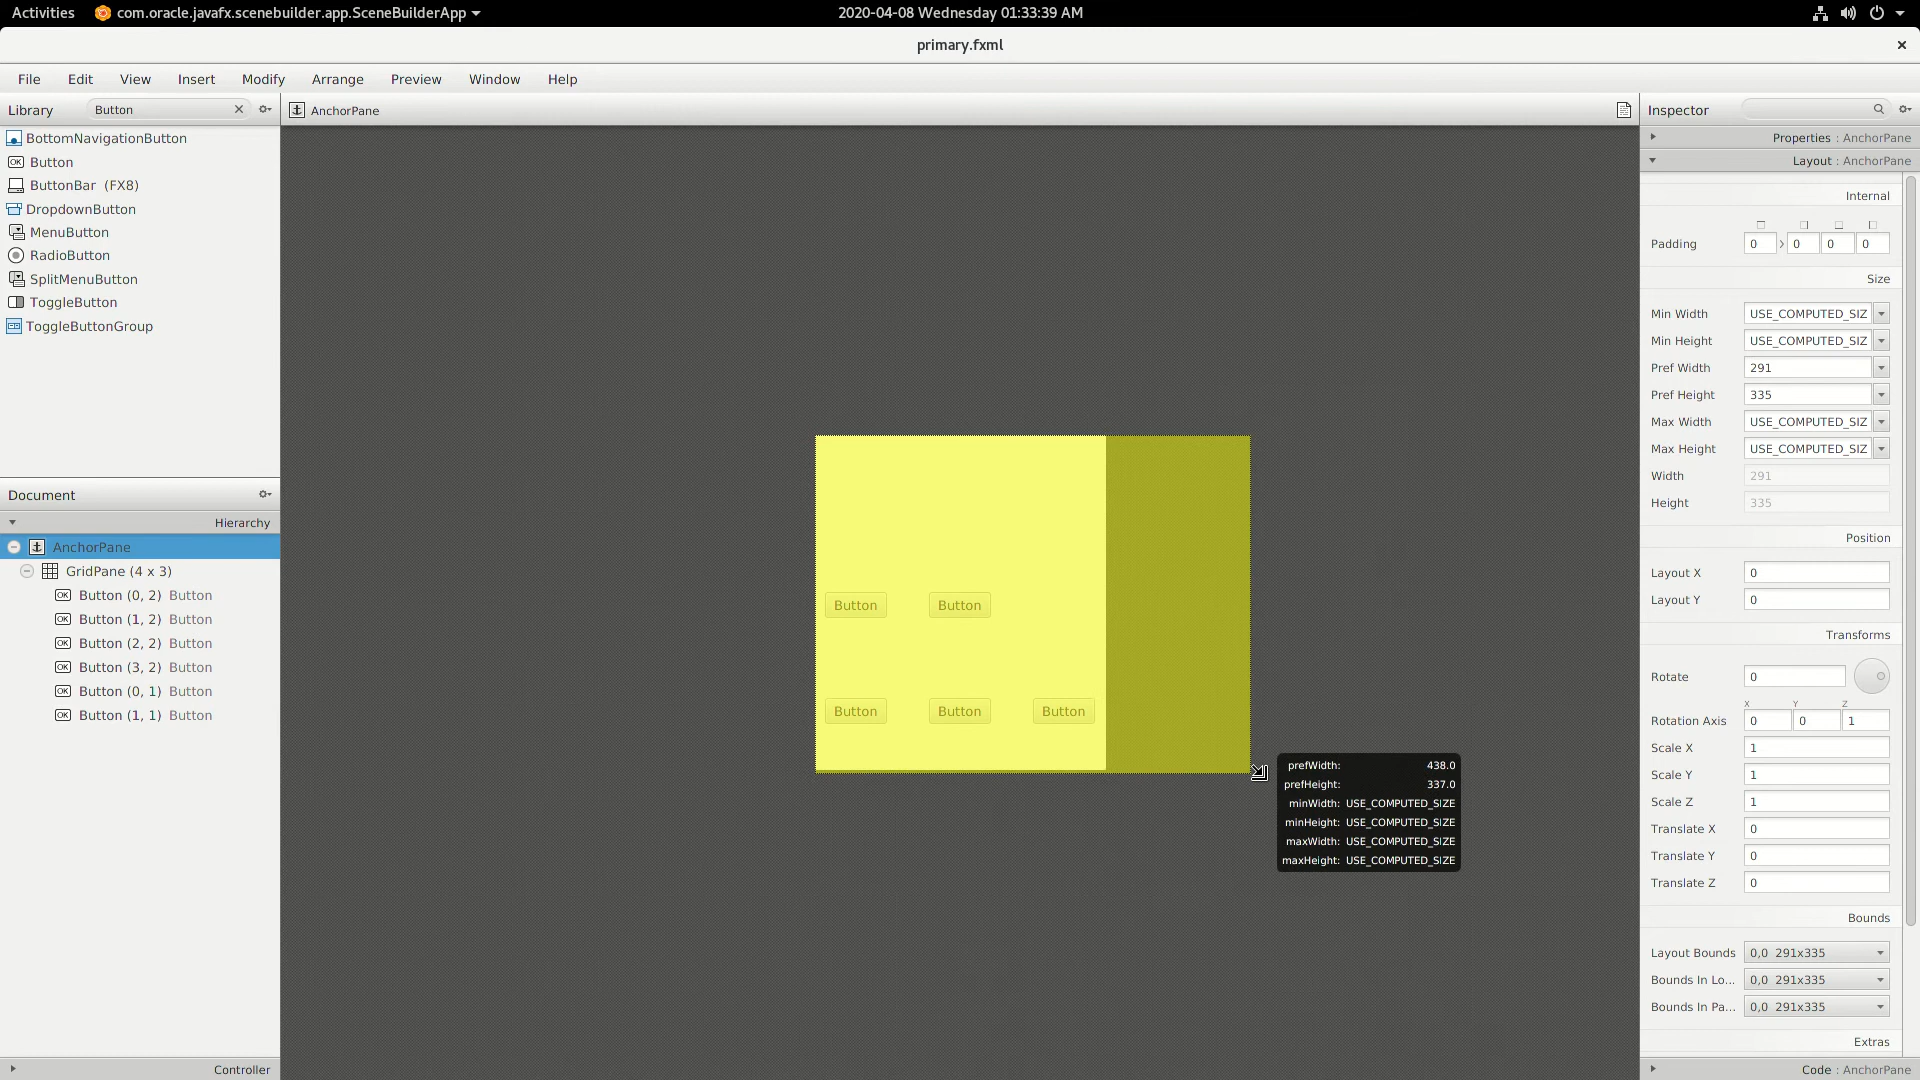 Activities
com.oracle.javafx.scenebuilder.app.SceneBuilderApp
2020-04-08 Wednesday 01:33:39 AM
primary.fxml
File Edit View Insert Modify Arrange Preview Window Help
Library
Button
BottomNavigationButton
Button
ButtonBar (FX8)
DropdownButton
MenuButton
RadioButton
SplitMenuButton
ToggleButton
ToggleButtonGroup
Document
Hierarchy
AnchorPane
GridPane (4 x 3)
Button (0, 2) Button
Button (1, 2) Button
Button (2, 2) Button
Button (3, 2) Button
Button (0, 1) Button
Button (1, 1) Button
Controller
AnchorPane
Button Button
Button Button Button
prefWidth: 438.0
prefHeight: 337.0
minWidth: USE_COMPUTED_SIZE
minHeight: USE_COMPUTED_SIZE
maxWidth: USE_COMPUTED_SIZE
maxHeight: USE_COMPUTED_SIZE
Inspector
Properties : AnchorPane
Layout : AnchorPane
Internal
Padding 0 0 0 0
Size
Min Width USE_COMPUTED_SIZ
Min Height USE_COMPUTED_SIZ
Pref Width 291
Pref Height 335
Max Width USE_COMPUTED_SIZ
Max Height USE_COMPUTED_SIZ
Width 291
Height 335
Position
Layout X 0
Layout Y 0
Transforms
Rotate 0
X Y Z
Rotation Axis 0 0 1
Scale X 1
Scale Y 1
Scale Z 1
Translate X 0
Translate Y 0
Translate Z 0
Bounds
Layout Bounds 0,0 291x335
Bounds In Lo... 0,0 291x335
Bounds In Pa... 0,0 291x335
Extras
Code : AnchorPane